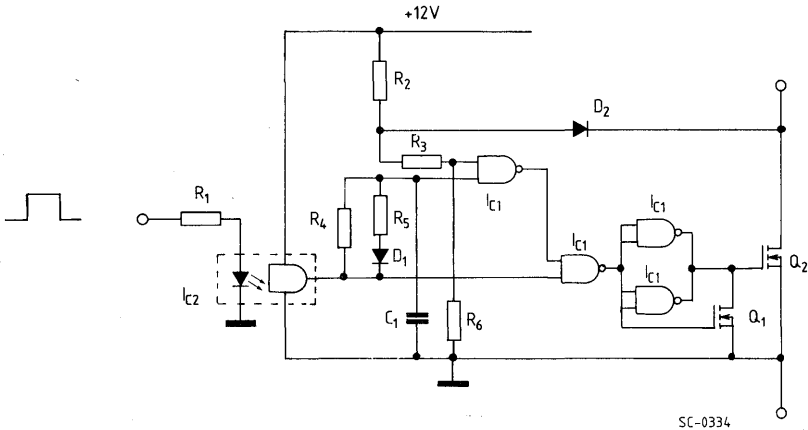 +12V
R2
D2
R3
R1
R4
R5
IC1
IC1
IC1
D1
IC1
Q2
IC2
C1
R6
Q1
SC-0334